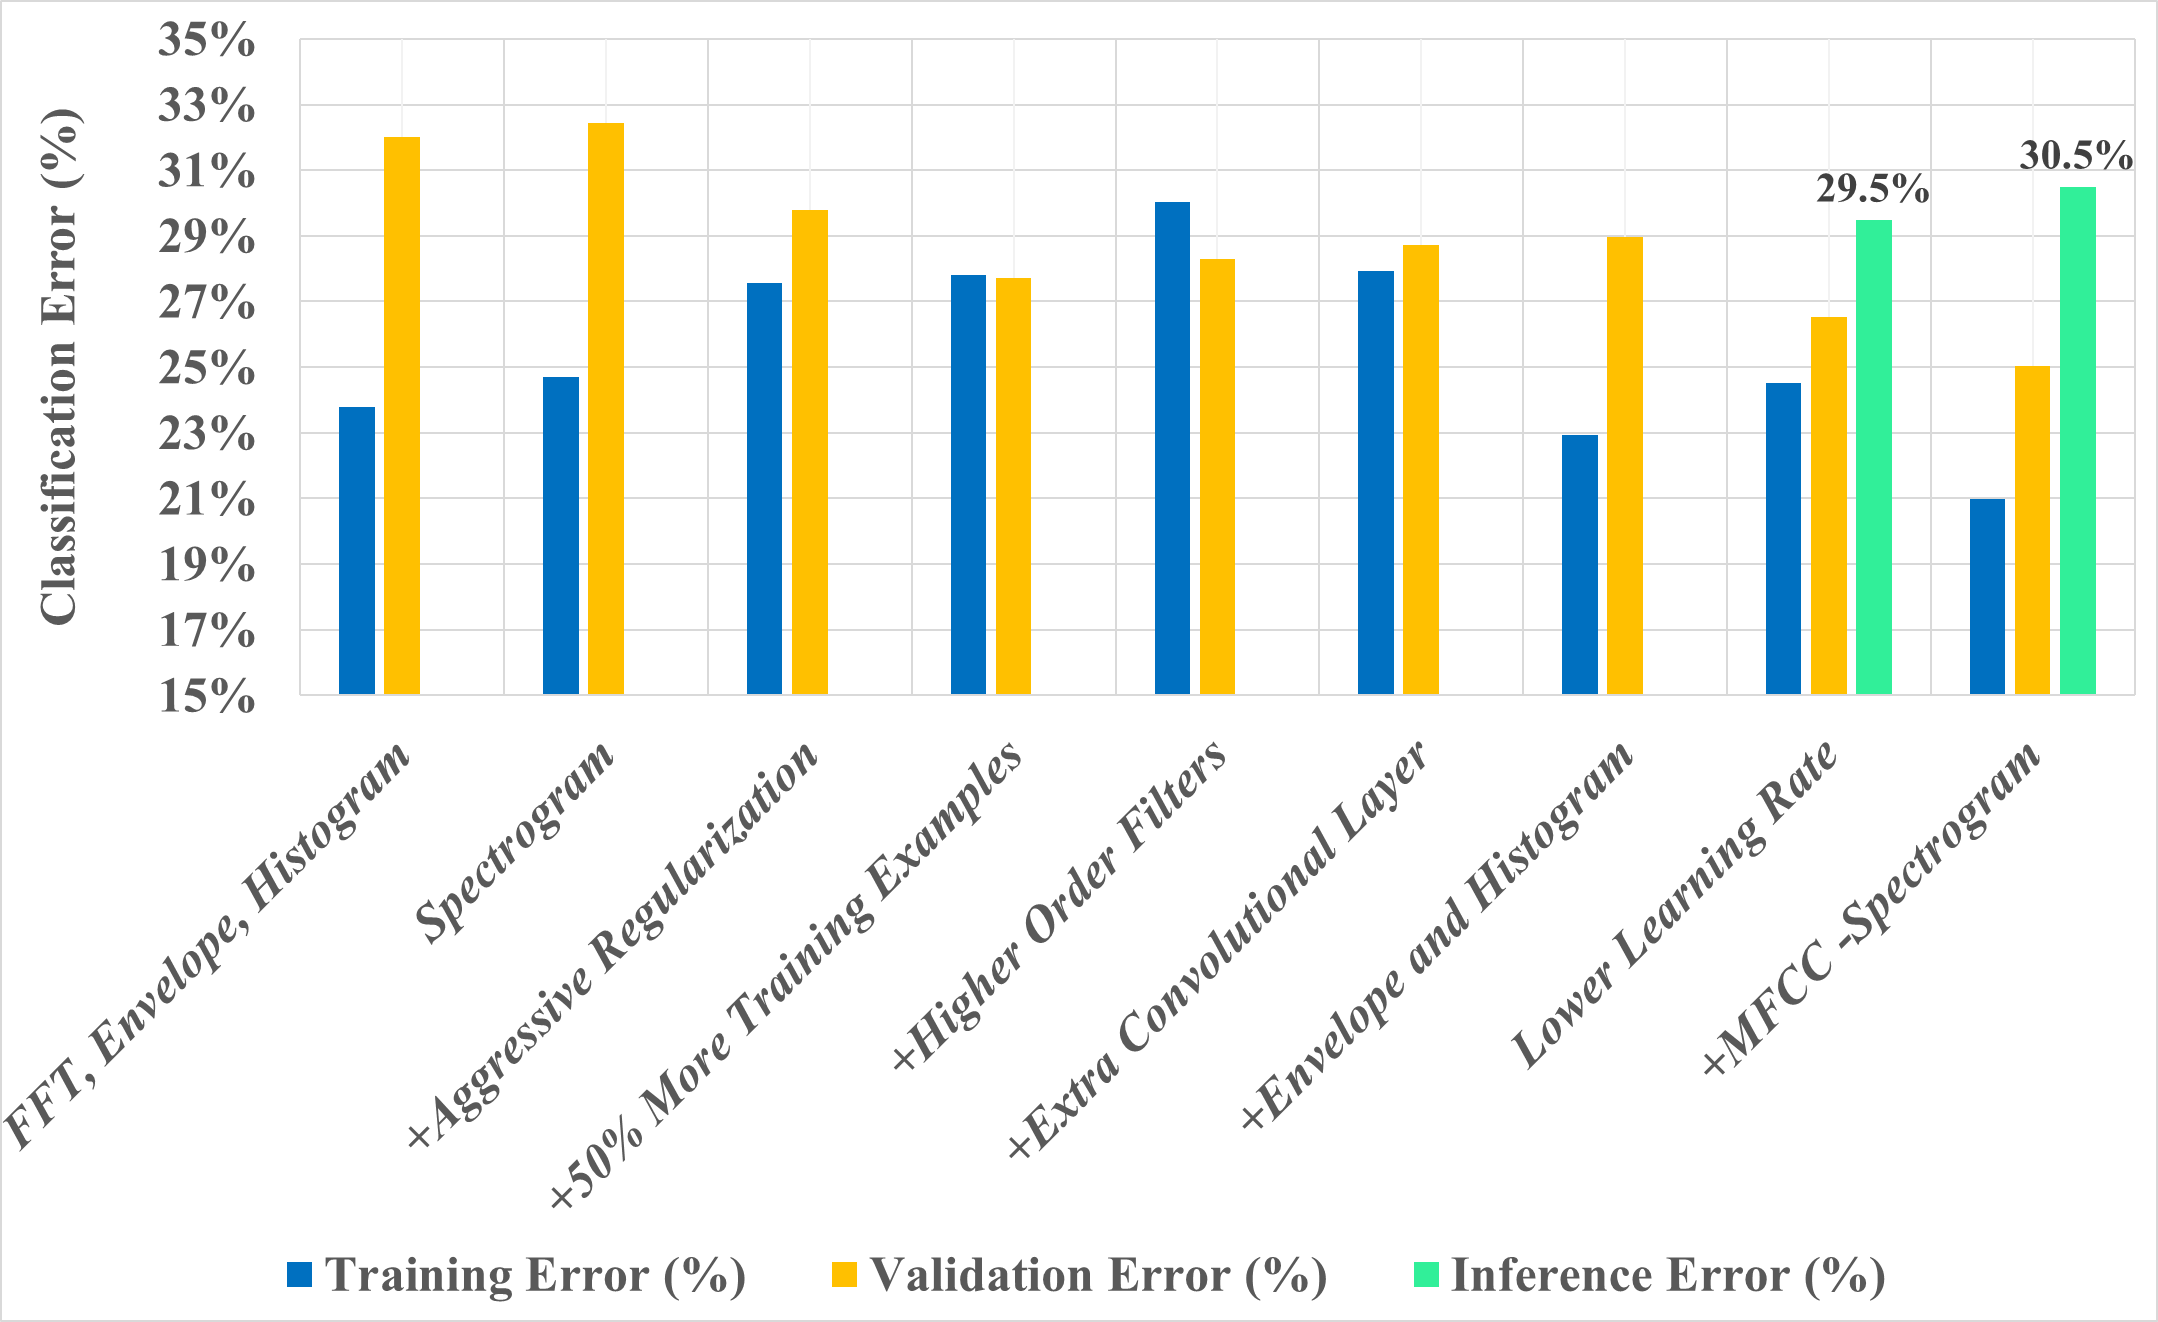 Classification Error (%)
35%
33%
31%
29%
27%
25%
23%
21%
19%
17%
15%
29.5%
30.5%
FFT, Envelope, Histogram
Spectrogram
+Aggressive Regularization
+50% More Training Examples
+Higher Order Filters
+Extra Convolutional Layer
+Envelope and Histogram
Lower Learning Rate
+MFCC -Spectrogram
Training Error (%)
Validation Error (%)
Inference Error (%)